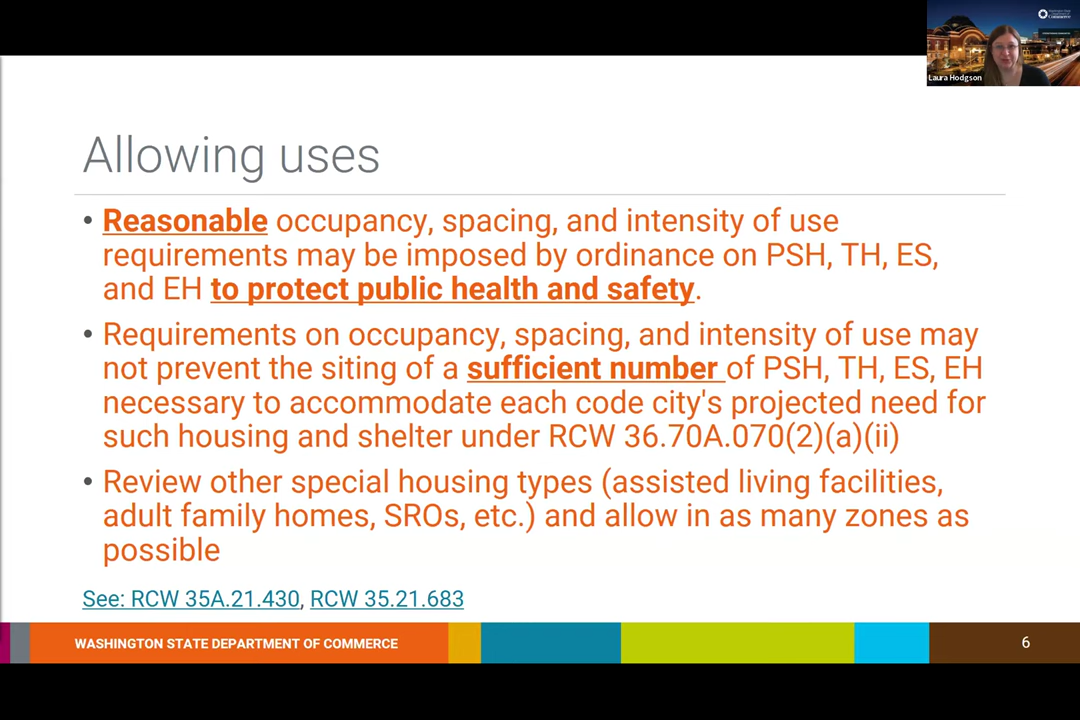 Laura Hodgson
Allowing uses
• Reasonable occupancy, spacing, and intensity of use
requirements may be imposed by ordinance on PSH, TH, ES,
and EH to protect public health and safety.
• Requirements on occupancy, spacing, and intensity of use may
not prevent the siting of a sufficient number of PSH, TH, ES, EH
necessary to accommodate each code city's projected need for
such housing and shelter under RCW 36.70A.070(2)(a)(ii)
• Review other special housing types (assisted living facilities,
adult family homes, SROs, etc.) and allow in as many zones as
possible
See: RCW 35A.21.430, RCW 35.21.683
WASHINGTON STATE DEPARTMENT OF COMMERCE
6